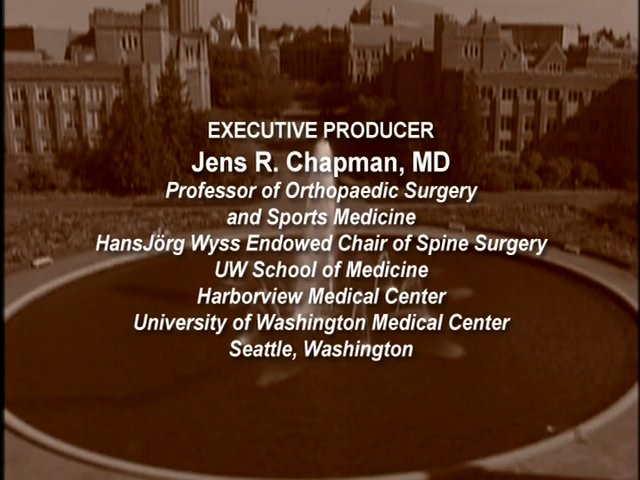 EXECUTIVE PRODUCER
Jens R. Chapman, MD
Professor of Orthopaedic Surgery
and Sports Medicine
HansJörg Wyss Endowed Chair of Spine Surgery
UW School of Medicine
Harborview Medical Center
University of Washington Medical Center
Seattle, Washington